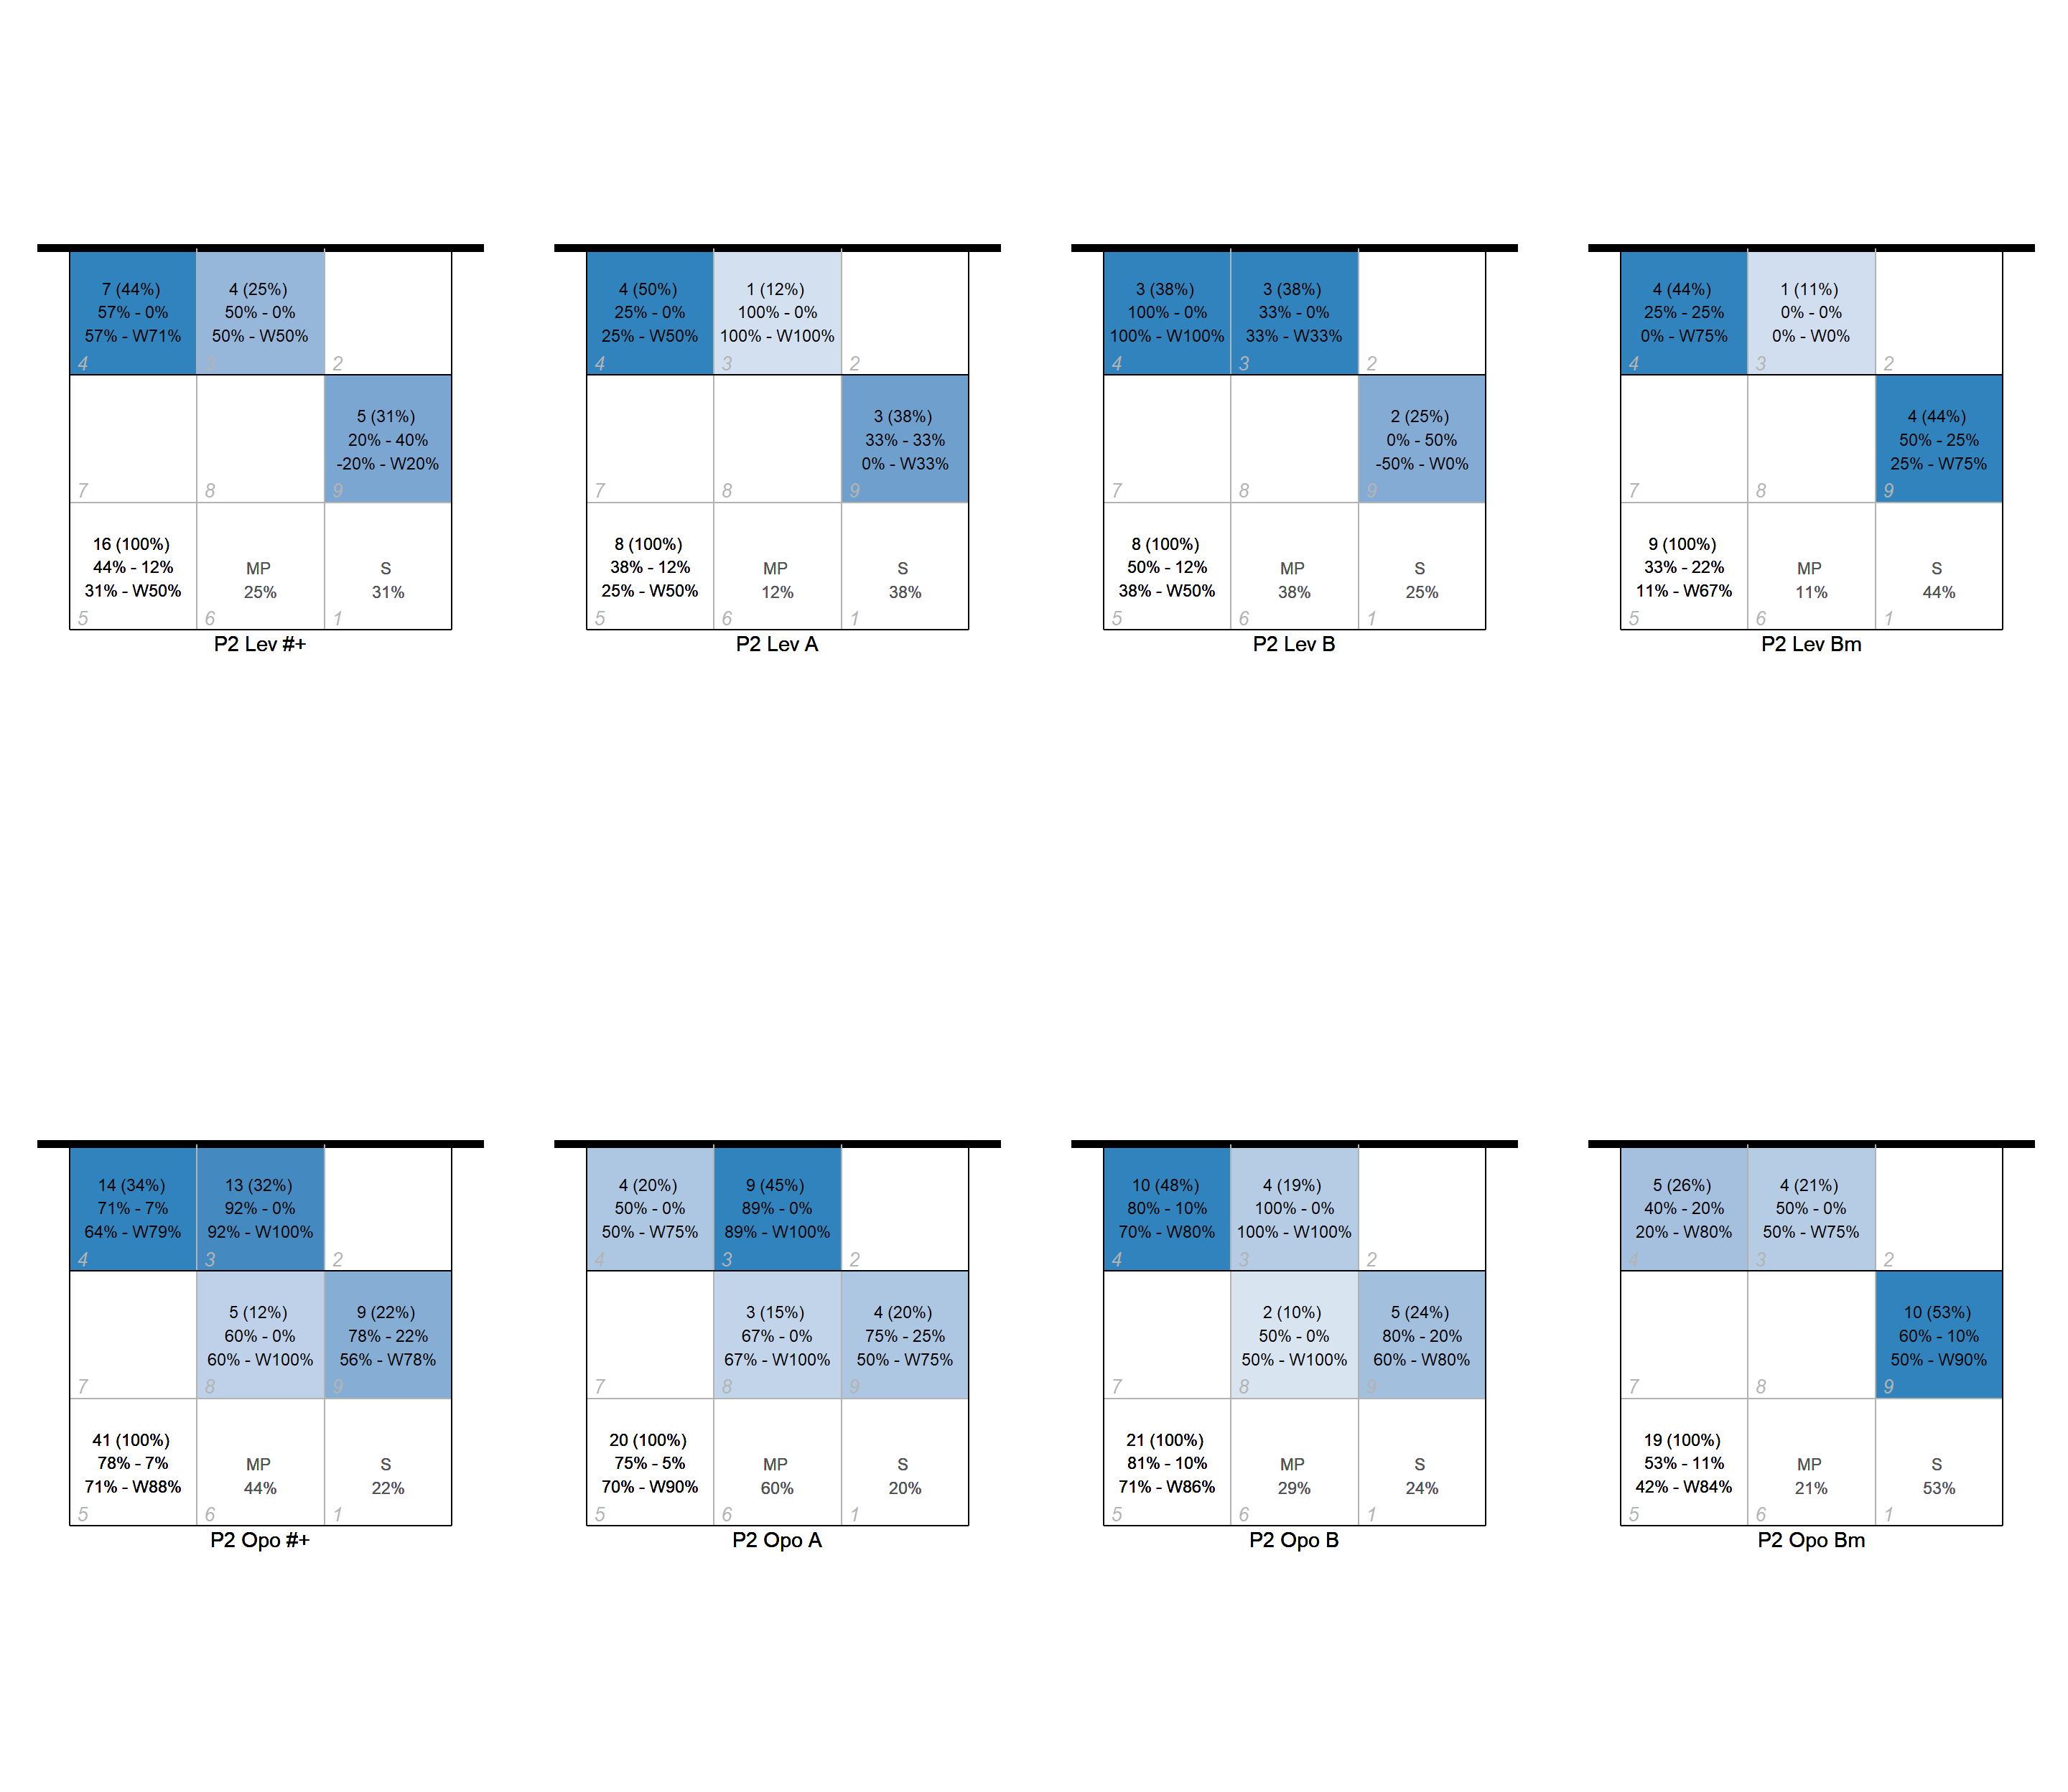 7 (44%)
57% - 0%
57% - W71%
4
4 (25%)
50% - 0%
50% - W50%
3
2
7
8
5 (31%)
20% - 40%
-20% - W20%
9
16 (100%)
44% - 12%
31% - W50%
5
MP
25%
6
S
31%
1
P2 Lev #+
4 (50%)
25% - 0%
25% - W50%
4
1 (12%)
100% - 0%
100% - W100%
3
2
7
8
3 (38%)
33% - 33%
0% - W33%
9
8 (100%)
38% - 12%
25% - W50%
5
MP
12%
6
S
38%
1
P2 Lev A
3 (38%)
100% - 0%
100% - W100%
4
3 (38%)
33% - 0%
33% - W33%
3
2
7
8
2 (25%)
0% - 50%
-50% - W0%
9
8 (100%)
50% - 12%
38% - W50%
5
MP
38%
6
S
25%
1
P2 Lev B
4 (44%)
25% - 25%
0% - W75%
4
1 (11%)
0% - 0%
0% - W0%
3
2
7
8
4 (44%)
50% - 25%
25% - W75%
9
9 (100%)
33% - 22%
11% - W67%
5
MP
11%
6
S
44%
1
P2 Lev Bm
14 (34%)
71% - 7%
64% - W79%
4
13 (32%)
92% - 0%
92% - W100%
3
2
7
5 (12%)
60% - 0%
60% - W100%
8
9 (22%)
78% - 22%
56% - W78%
9
41 (100%)
78% - 7%
71% - W88%
5
MP
44%
6
S
22%
1
P2 Opo #+
4 (20%)
50% - 0%
50% - W75%
4
9 (45%)
89% - 0%
89% - W100%
3
2
7
3 (15%)
67% - 0%
67% - W100%
8
4 (20%)
75% - 25%
50% - W75%
9
20 (100%)
75% - 5%
70% - W90%
5
MP
60%
6
S
20%
1
P2 Opo A
10 (48%)
80% - 10%
70% - W80%
4
4 (19%)
100% - 0%
100% - W100%
3
2
7
2 (10%)
50% - 0%
50% - W100%
8
5 (24%)
80% - 20%
60% - W80%
9
21 (100%)
81% - 10%
71% - W86%
5
MP
29%
6
S
24%
1
P2 Opo B
5 (26%)
40% - 20%
20% - W80%
4
4 (21%)
50% - 0%
50% - W75%
3
2
7
8
10 (53%)
60% - 10%
50% - W90%
9
19 (100%)
53% - 11%
42% - W84%
5
MP
21%
6
S
53%
1
P2 Opo Bm